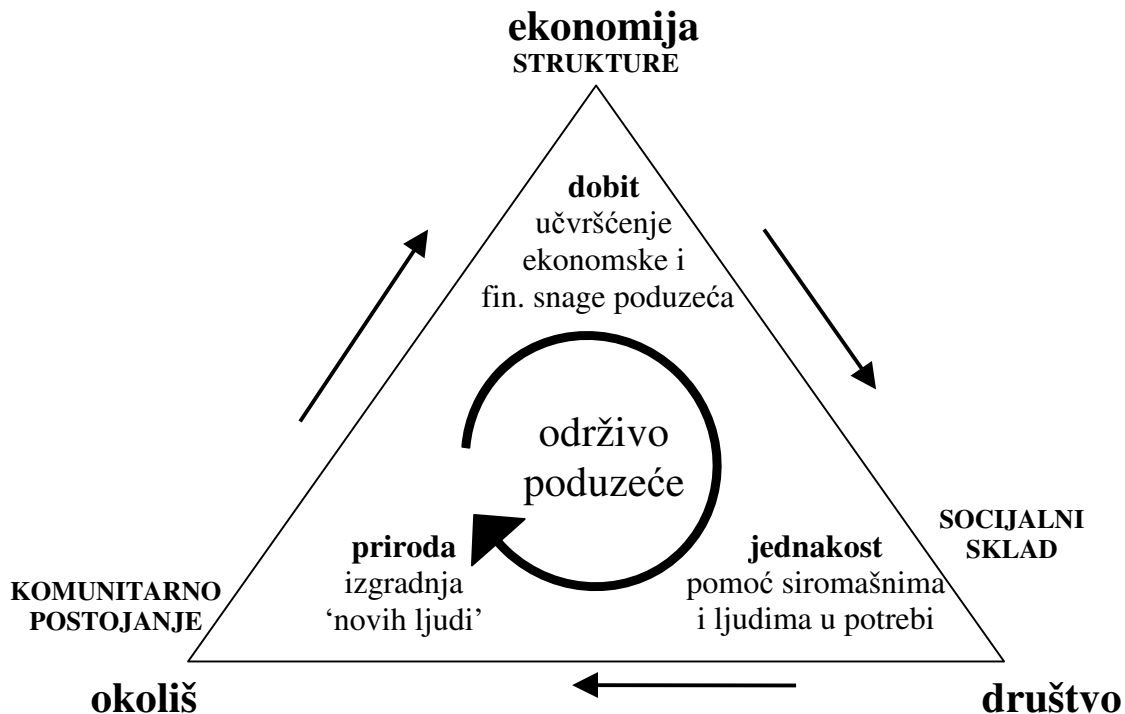 ekonomija
STRUKTURE
dobit
učvršćenje
ekonomske i
fin. snage poduzeća
održivo
poduzeće
SOCIJALNI
SKLAD
priroda
izgradnja
‘novih ljudi’
jednakost
pomoć siromašnima
i ljudima u potrebi
KOMUNITARNO
POSTOJANJE
okoliš
društvo